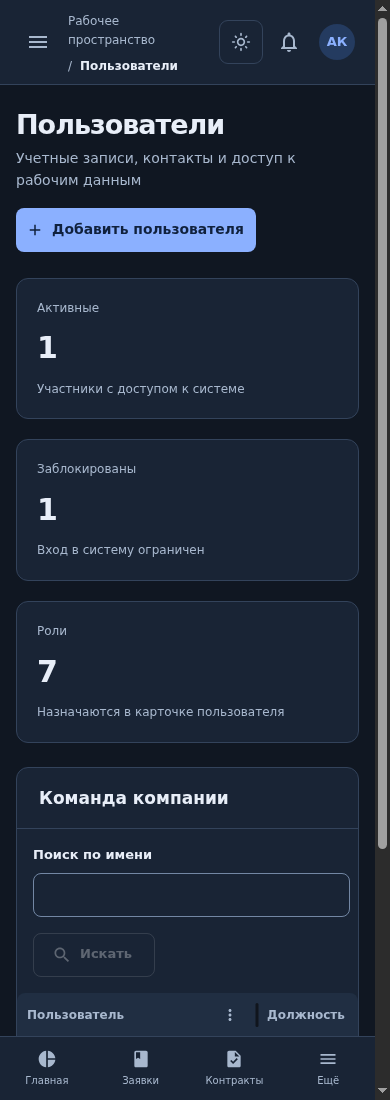 Рабочее
пространство
/ Пользователи
АК
Пользователи
Учетные записи, контакты и доступ к
рабочим данным
+ Добавить пользователя
Активные
1
Участники с доступом к системе
Заблокированы
1
Вход в систему ограничен
Роли
7
Назначаются в карточке пользователя
Команда компании
Поиск по имени
Искать
Пользователь
Должность
Главная
Заявки
Контракты
Ещё